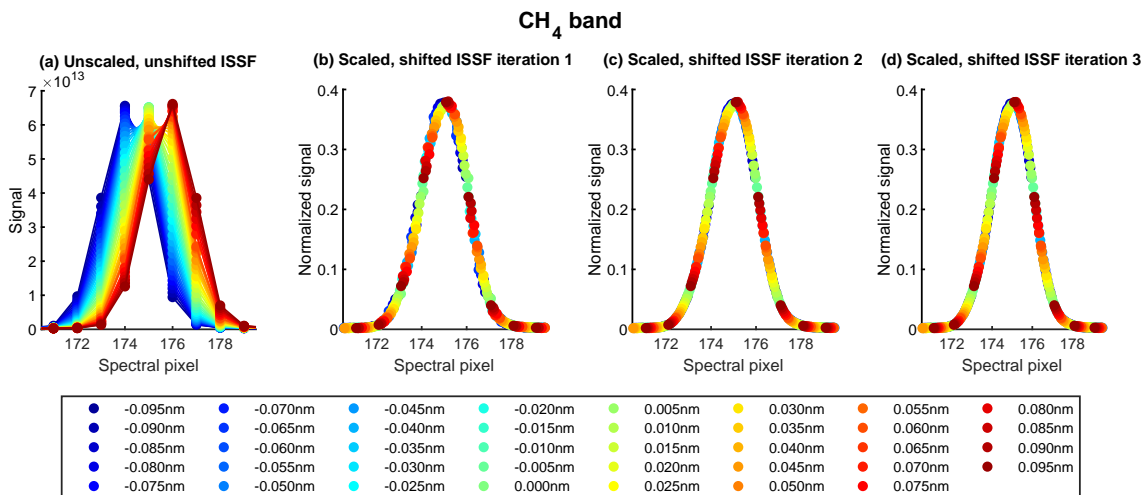 CH4 band
(a) Unscaled, unshifted ISSF
(b) Scaled, shifted ISSF iteration 1
(c) Scaled, shifted ISSF iteration 2
(d) Scaled, shifted ISSF iteration 3
×10^13
7
6
5
4
3
2
1
0
Signal
172 174 176 178
Spectral pixel
0.4
0.3
0.2
0.1
0
Normalized signal
172 174 176 178
Spectral pixel
0.4
0.3
0.2
0.1
0
Normalized signal
172 174 176 178
Spectral pixel
0.4
0.3
0.2
0.1
0
Normalized signal
172 174 176 178
Spectral pixel
-0.095nm -0.070nm -0.045nm -0.020nm 0.005nm 0.030nm 0.055nm 0.080nm
-0.090nm -0.065nm -0.040nm -0.015nm 0.010nm 0.035nm 0.060nm 0.085nm
-0.085nm -0.060nm -0.035nm -0.010nm 0.015nm 0.040nm 0.065nm 0.090nm
-0.080nm -0.055nm -0.030nm -0.005nm 0.020nm 0.045nm 0.070nm 0.095nm
-0.075nm -0.050nm -0.025nm 0.000nm 0.025nm 0.050nm 0.075nm